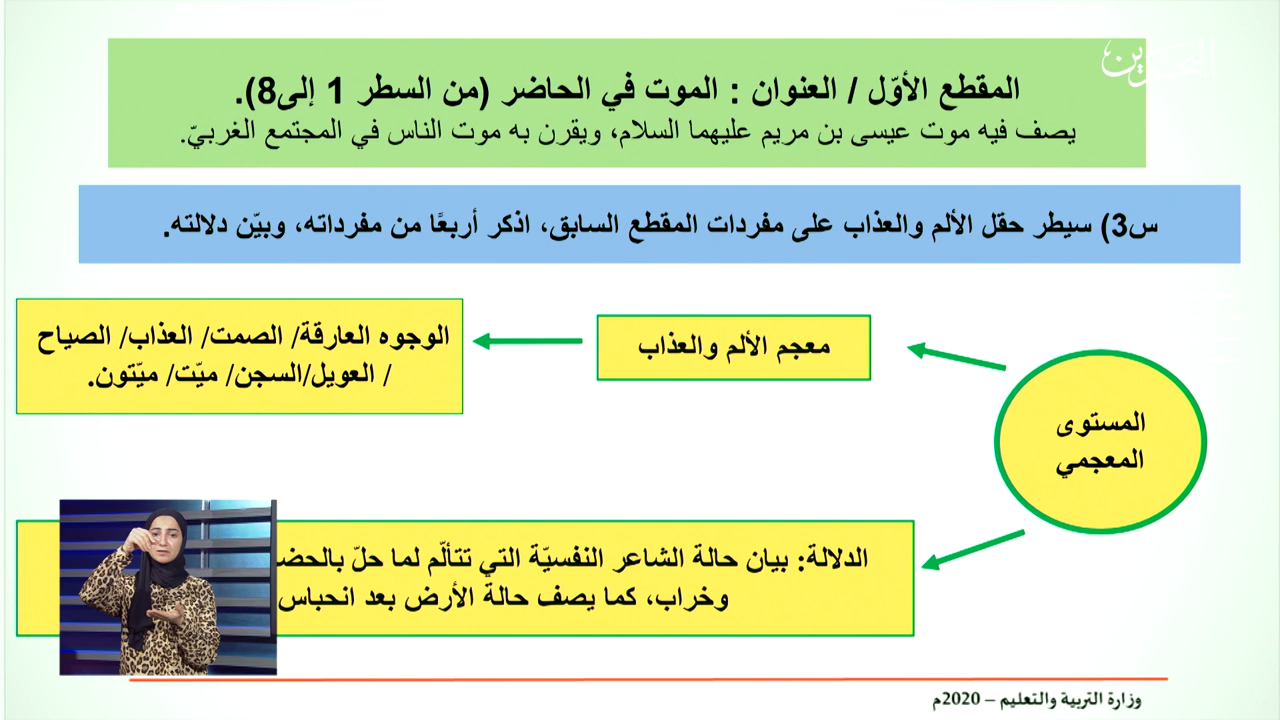 البحرين
المقطع الأوّل / العنوان : الموت في الحاضر (من السطر 1 إلى8).
يصف فيه موت عيسى بن مريم عليهما السلام، ويقرن به موت الناس في المجتمع الغربيّ.
س3) سيطر حقل الألم والعذاب على مفردات المقطع السابق، اذكر أربعًا من مفرداته، وبيّن دلالته.
المستوى
المعجمي
معجم الألم والعذاب
الوجوه العارقة/ الصمت/ العذاب/ الصياح
/ العويل/السجن/ ميّت/ ميّتون.
الدلالة: بيان حالة الشاعر النفسيّة التي تتألّم لما حلّ
وخراب، كما يصف حالة الأرض بعد انحباس
وزارة التربية والتعليم – 2020م